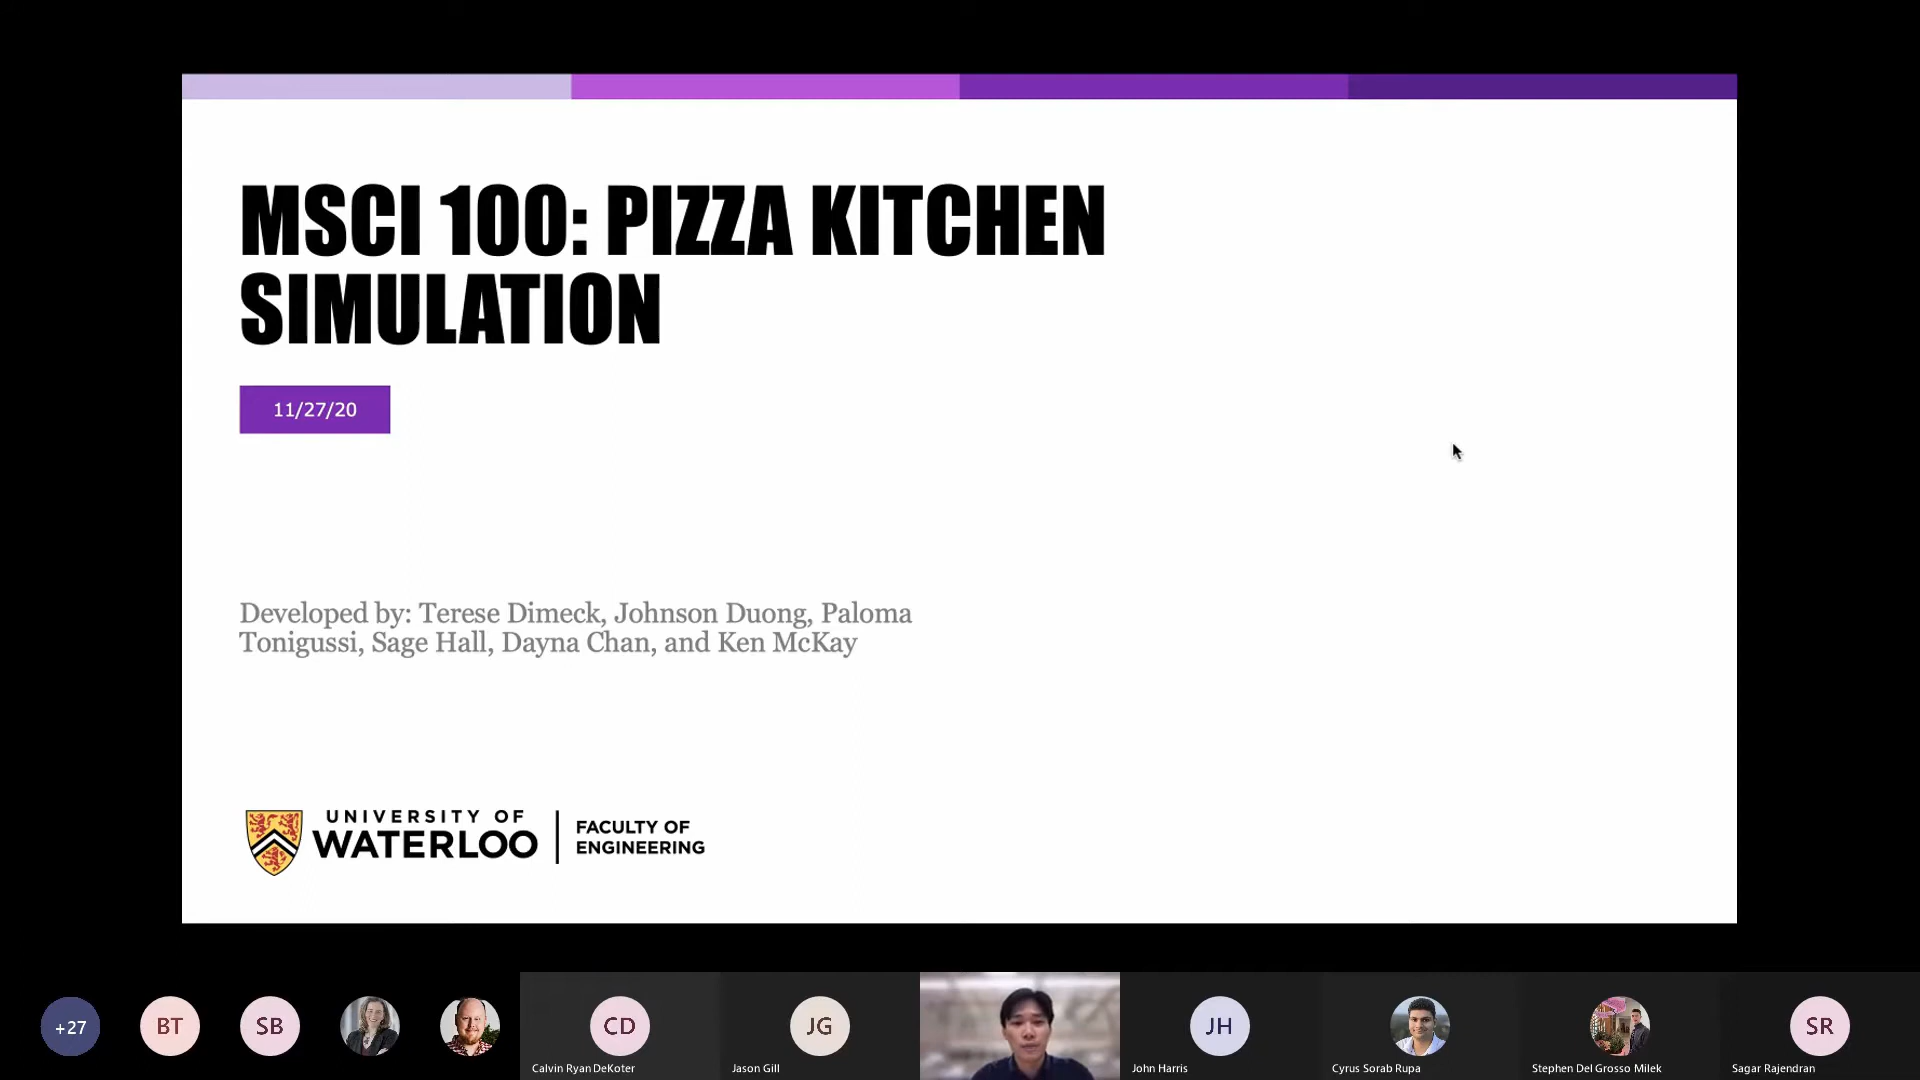 MSCI 100: PIZZA KITCHEN
SIMULATION
11/27/20
Developed by: Terese Dimeck, Johnson Duong, Paloma
Tonigussi, Sage Hall, Dayna Chan, and Ken McKay
UNIVERSITY OF
WATERLOO
FACULTY OF
ENGINEERING
+27
BT
SB
CD
Calvin Ryan DeKoter
JG
Jason Gill
JH
John Harris
Cyrus Sorab Rupa
Stephen Del Grosso Milek
SR
Sagar Rajendran